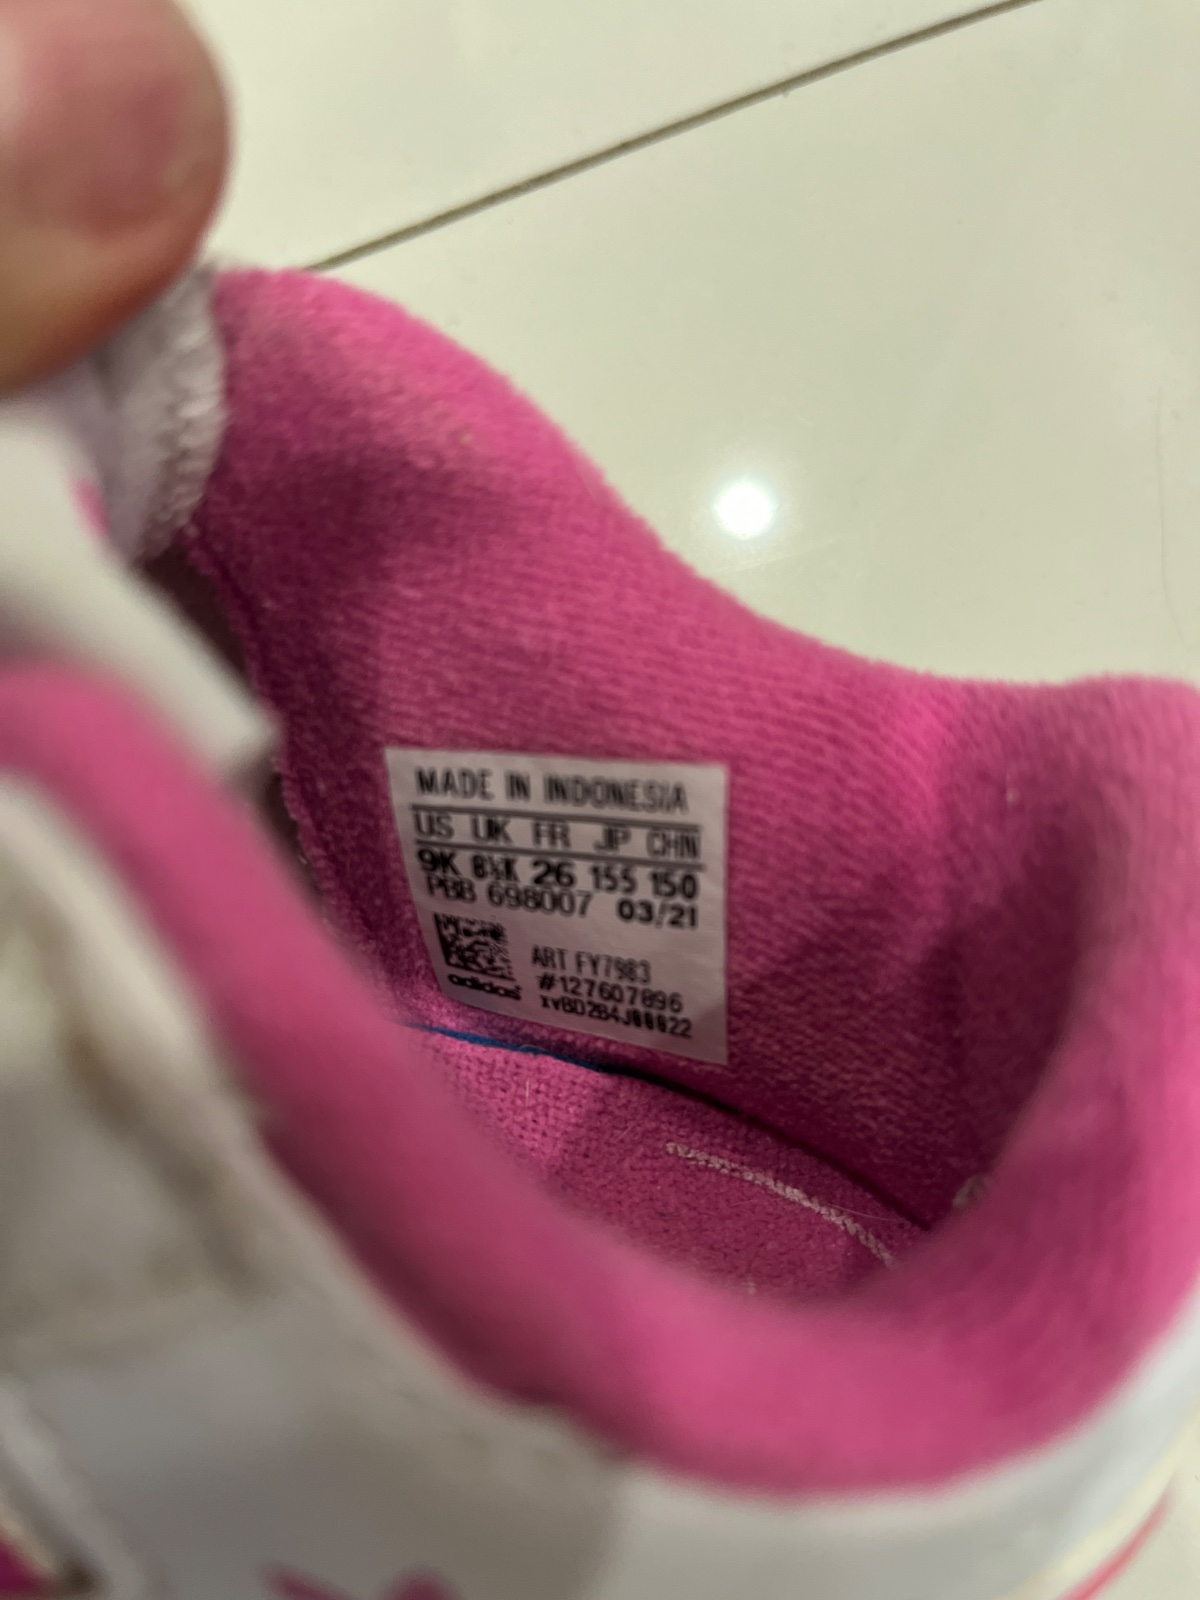 MADE IN INDONESIA
US UK FR JP CHN
9K 8½K 26 155 150
PBB 698007 03/21
ART FY7983
#127607896
adidas